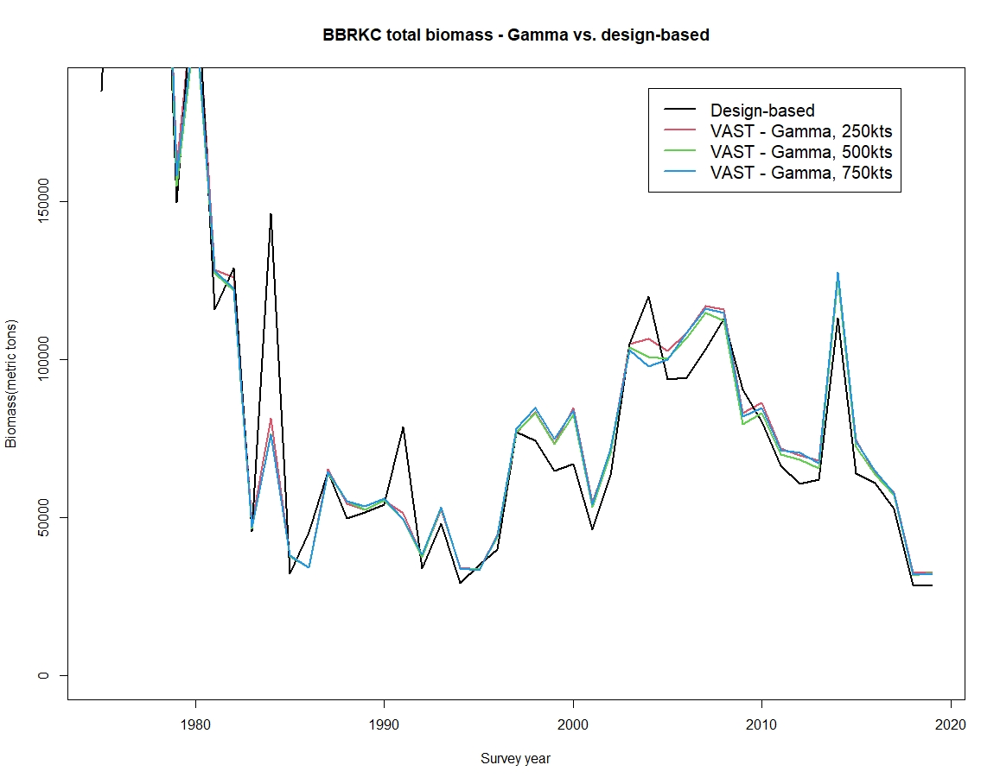 BBRKC total biomass - Gamma vs. design-based
Design-based
VAST - Gamma, 250kts
VAST - Gamma, 500kts
VAST - Gamma, 750kts
Biomass(metric tons)
150000
100000
50000
0
1980
1990
2000
2010
2020
Survey year